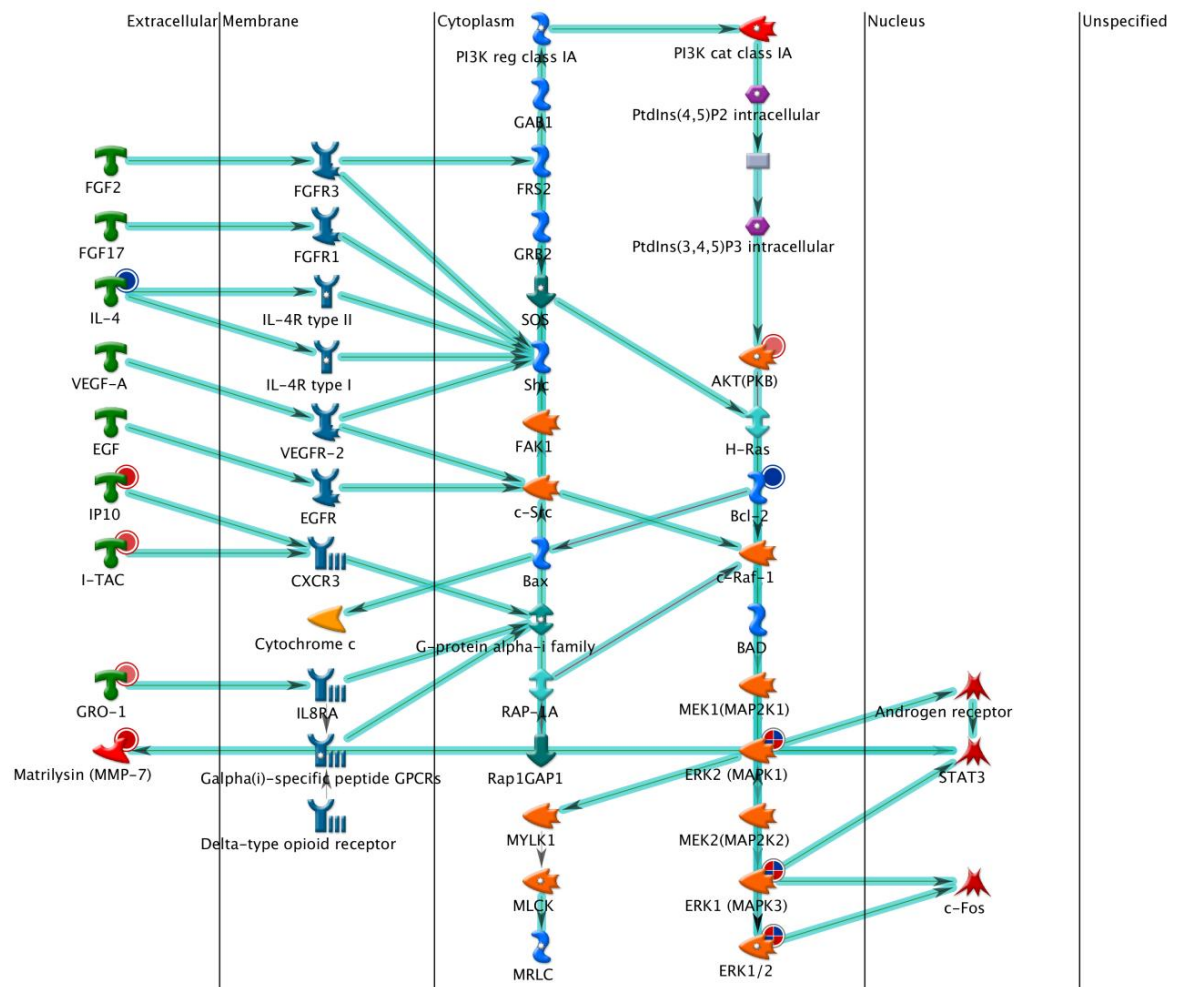 Extracellular
Membrane
Cytoplasm
Nucleus
Unspecified
PI3K reg class IA
PI3K cat class IA
GAB1
PtdIns(4,5)P2 intracellular
FGF2
FGFR3
FRS2
FGF17
FGFR1
GRB2
PtdIns(3,4,5)P3 intracellular
IL-4
IL-4R type II
SOS
VEGF-A
IL-4R type I
Shc
AKT(PKB)
EGF
VEGFR-2
FAK1
H-Ras
IP10
EGFR
c-Src
Bcl-2
I-TAC
CXCR3
Bax
c-Raf-1
Cytochrome c
G-protein alpha-i family
BAD
GRO-1
IL8RA
RAP-1A
MEK1(MAP2K1)
Androgen receptor
Matrilysin (MMP-7)
Galpha(i)-specific peptide GPCRs
Rap1GAP1
ERK2 (MAPK1)
STAT3
Delta-type opioid receptor
MYLK1
MEK2(MAP2K2)
MLCK
ERK1 (MAPK3)
c-Fos
MRLC
ERK1/2